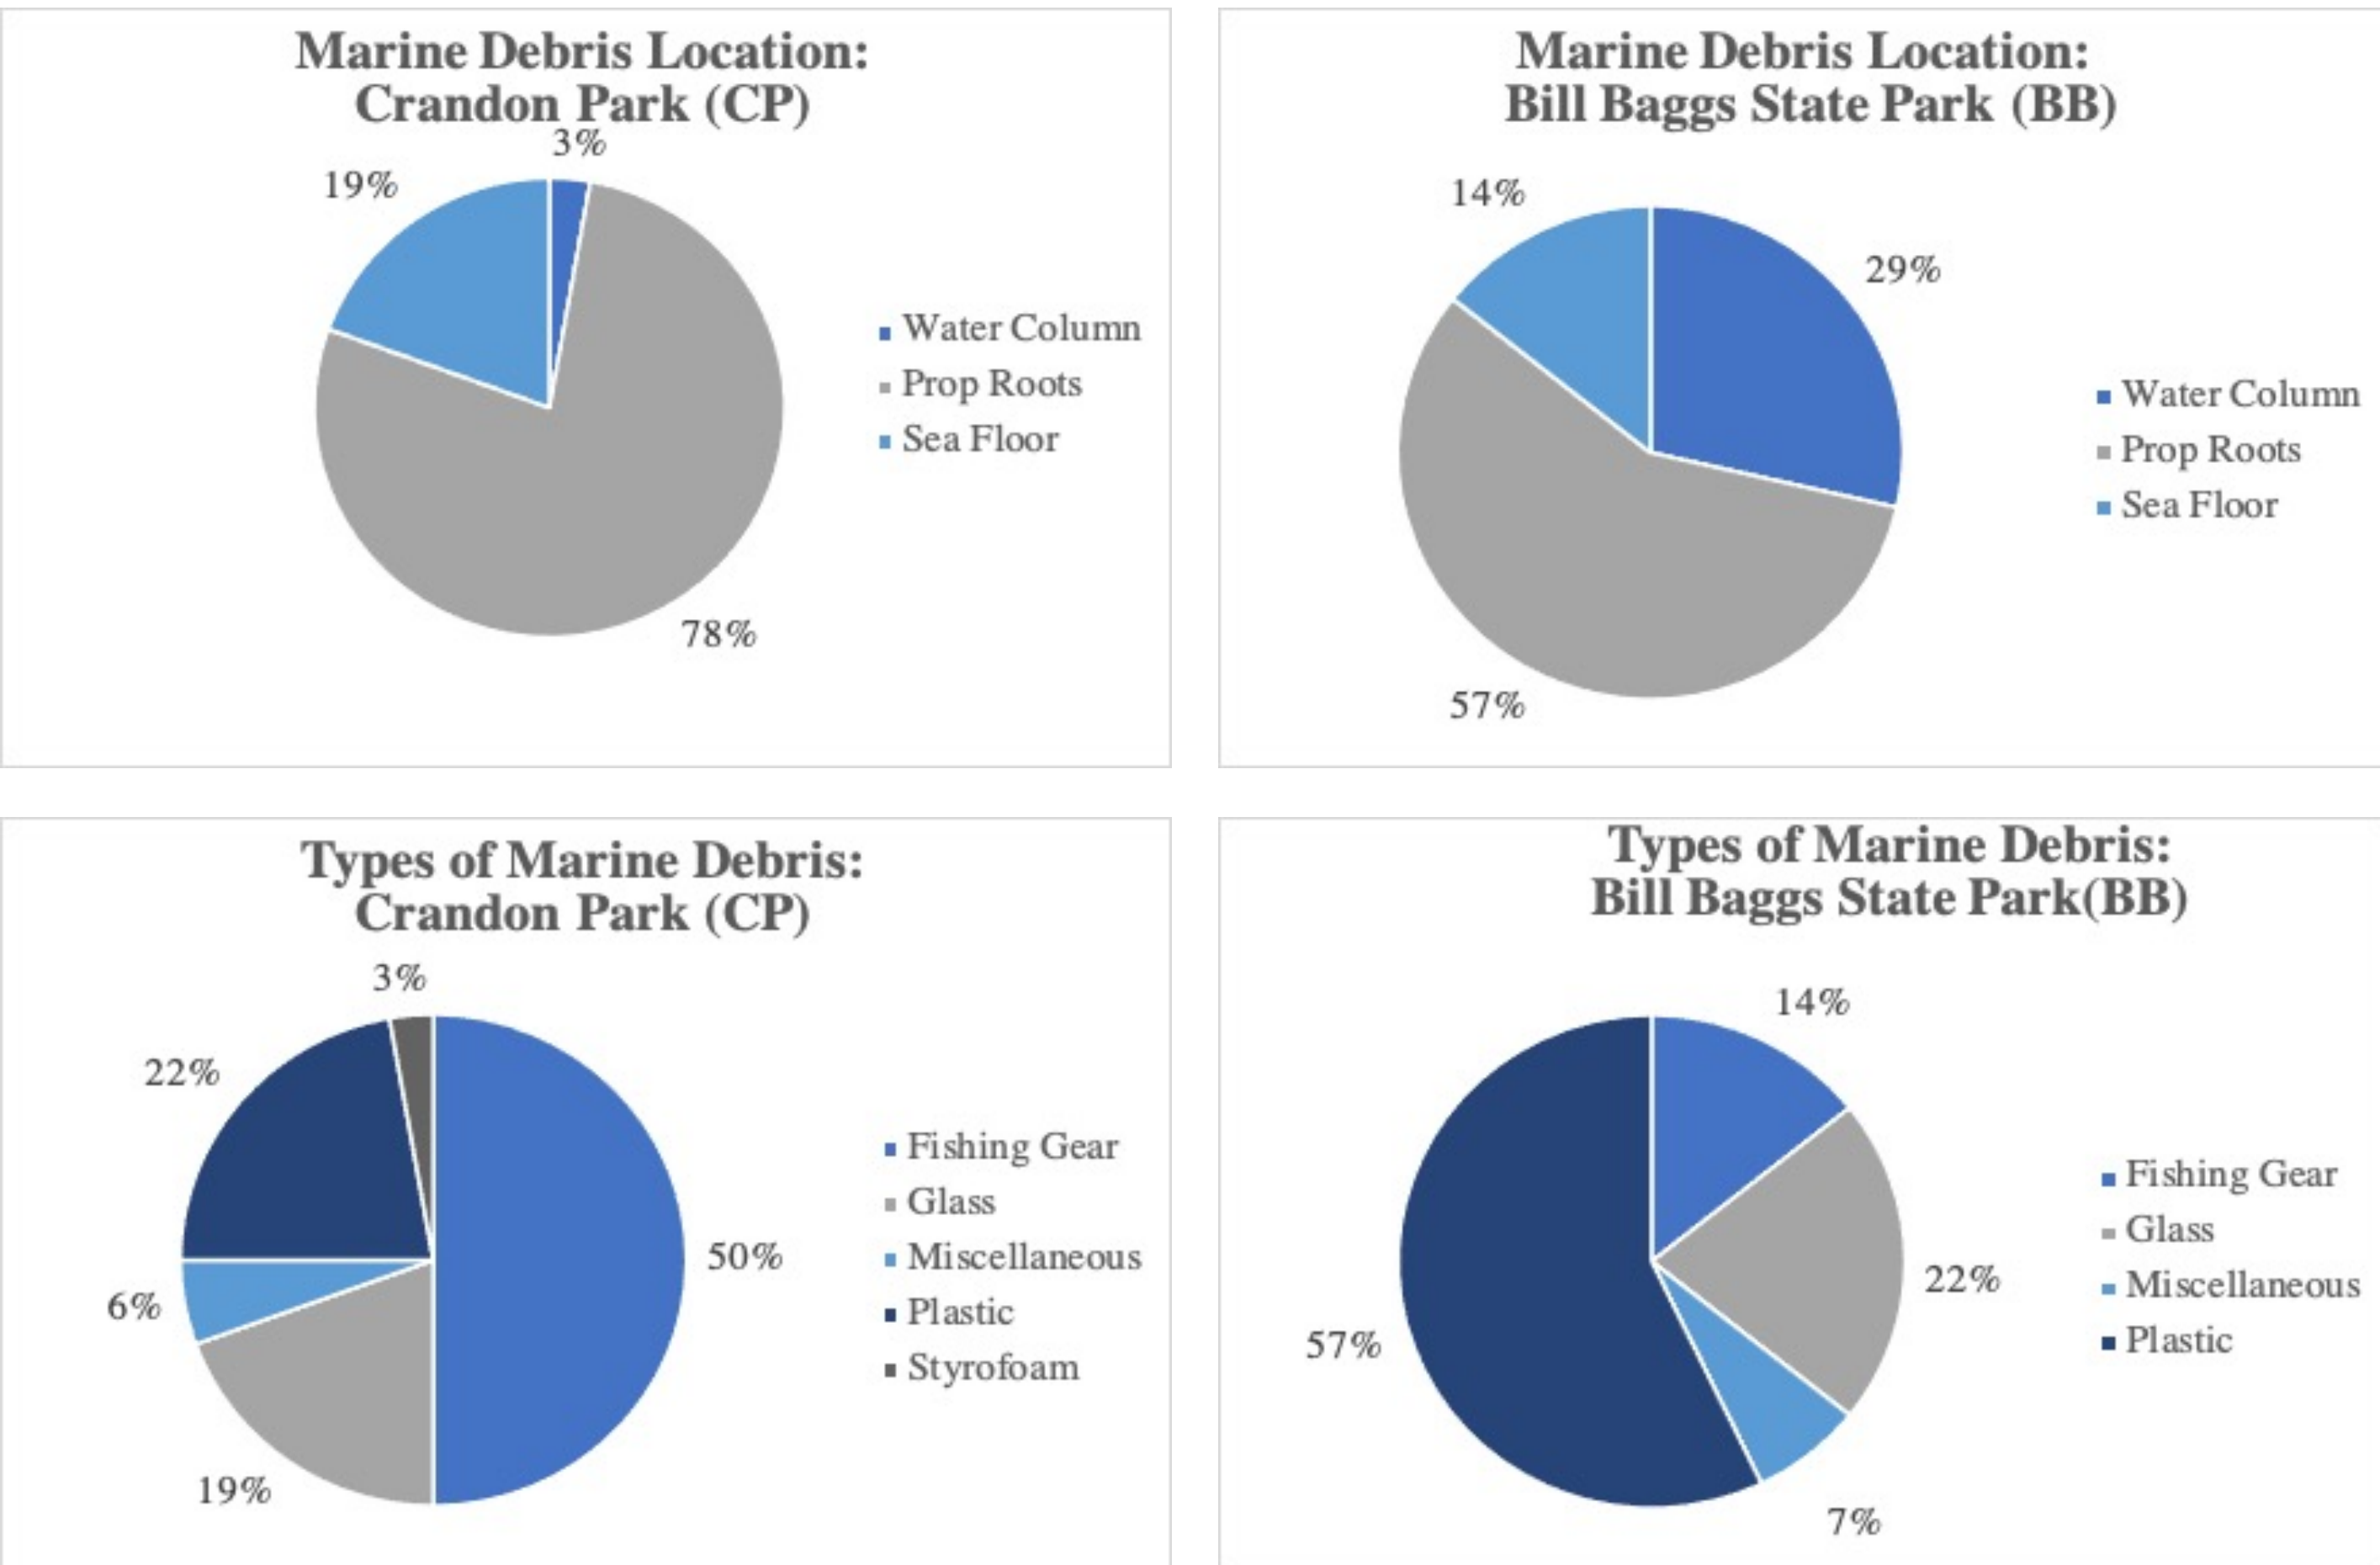 Marine Debris Location:
Crandon Park (CP)
3%
19%
78%
Water Column
Prop Roots
Sea Floor
Marine Debris Location:
Bill Baggs State Park (BB)
14%
29%
57%
Water Column
Prop Roots
Sea Floor
Types of Marine Debris:
Crandon Park (CP)
3%
22%
50%
6%
19%
Fishing Gear
Glass
Miscellaneous
Plastic
Styrofoam
Types of Marine Debris:
Bill Baggs State Park(BB)
14%
22%
57%
7%
Fishing Gear
Glass
Miscellaneous
Plastic